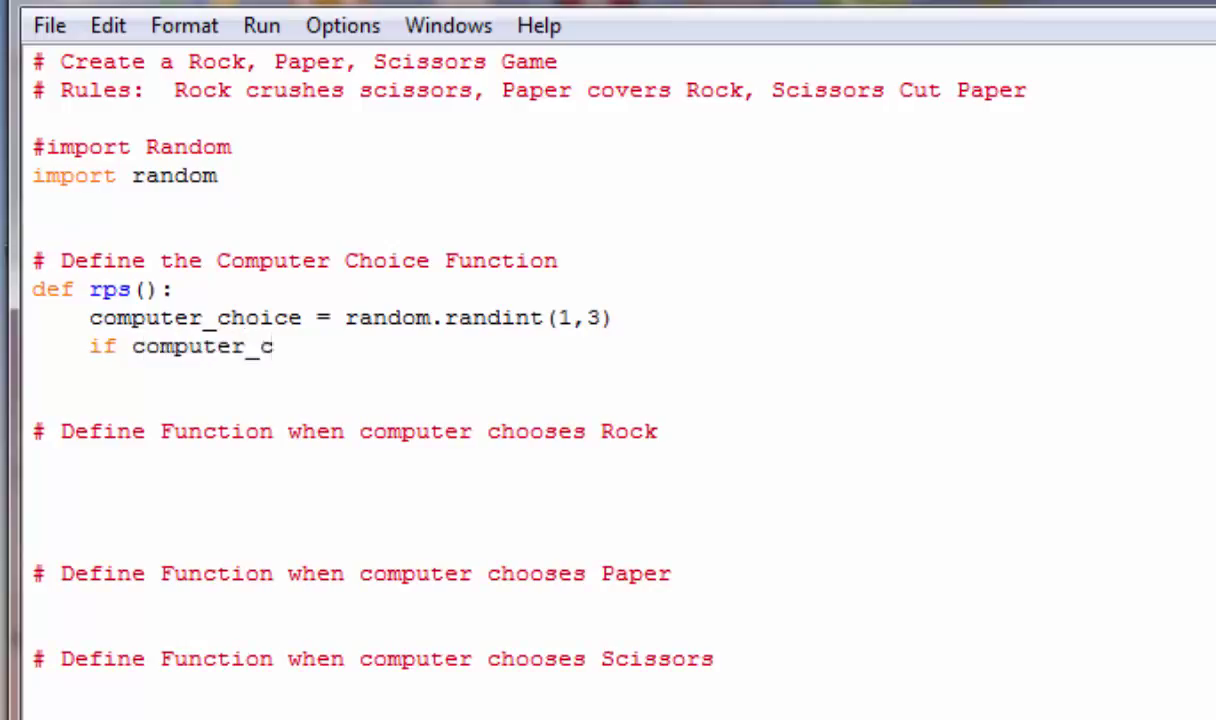 File Edit Format Run Options Windows Help
# Create a Rock, Paper, Scissors Game
# Rules:  Rock crushes scissors, Paper covers Rock, Scissors Cut Paper
#import Random
import random
# Define the Computer Choice Function
def rps():
    computer_choice = random.randint(1,3)
    if computer_c
# Define Function when computer chooses Rock
# Define Function when computer chooses Paper
# Define Function when computer chooses Scissors